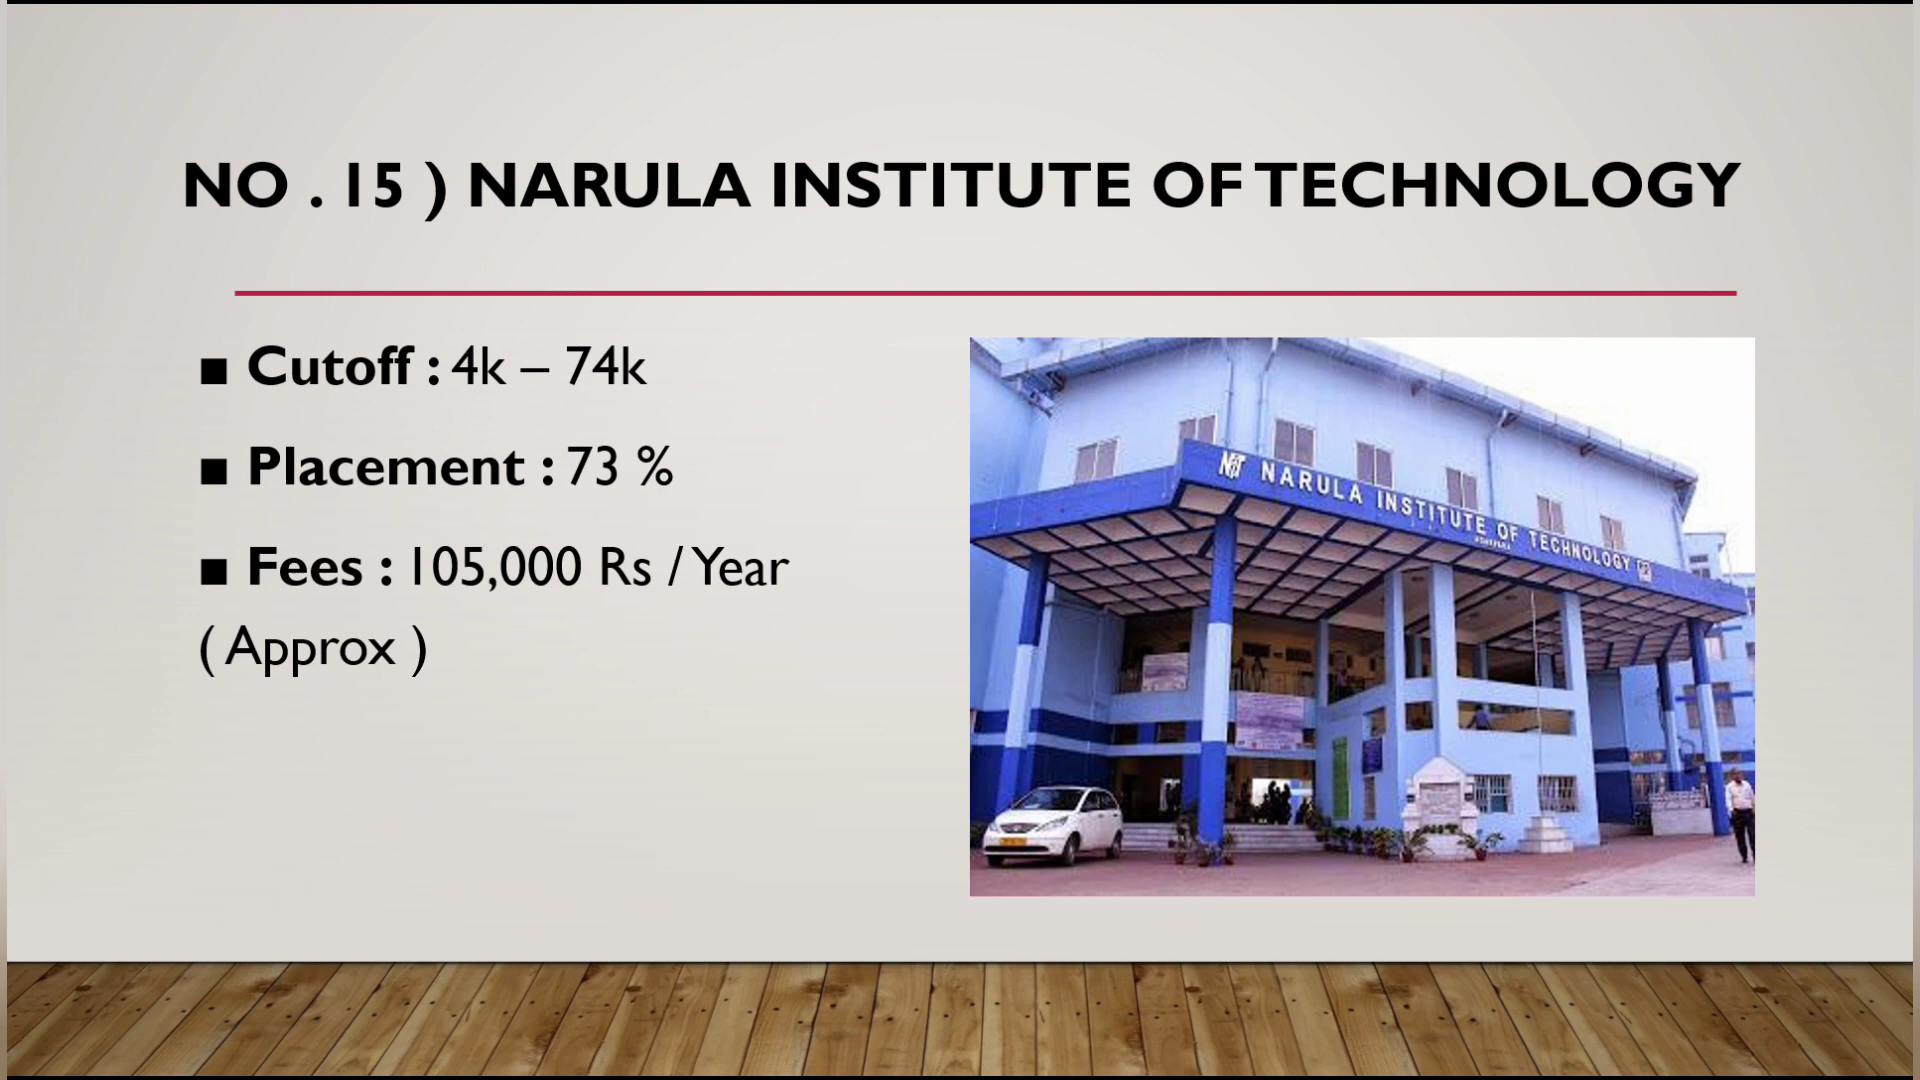 NO . 15 ) NARULA INSTITUTE OF TECHNOLOGY
■ Cutoff : 4k – 74k
■ Placement : 73 %
■ Fees : 105,000 Rs / Year
( Approx )
NiT NARULA INSTITUTE OF TECHNOLOGY